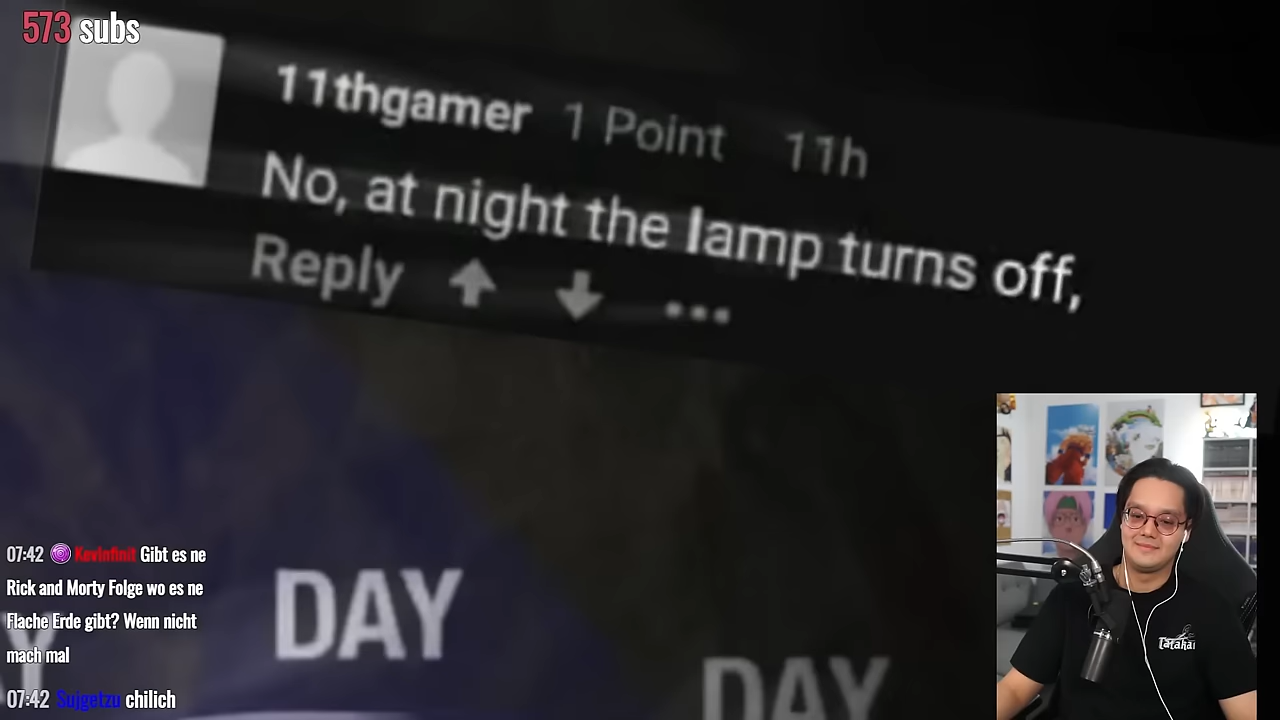 573 subs
11thgamer 1 Point 11h
No, at night the lamp turns off,
Reply
DAY
DAY
Y
07:42 Kevinfinit Gibt es ne
Rick and Morty Folge wo es ne
Flache Erde gibt? Wenn nicht
mach mal
07:42 Sujgetzu chilich